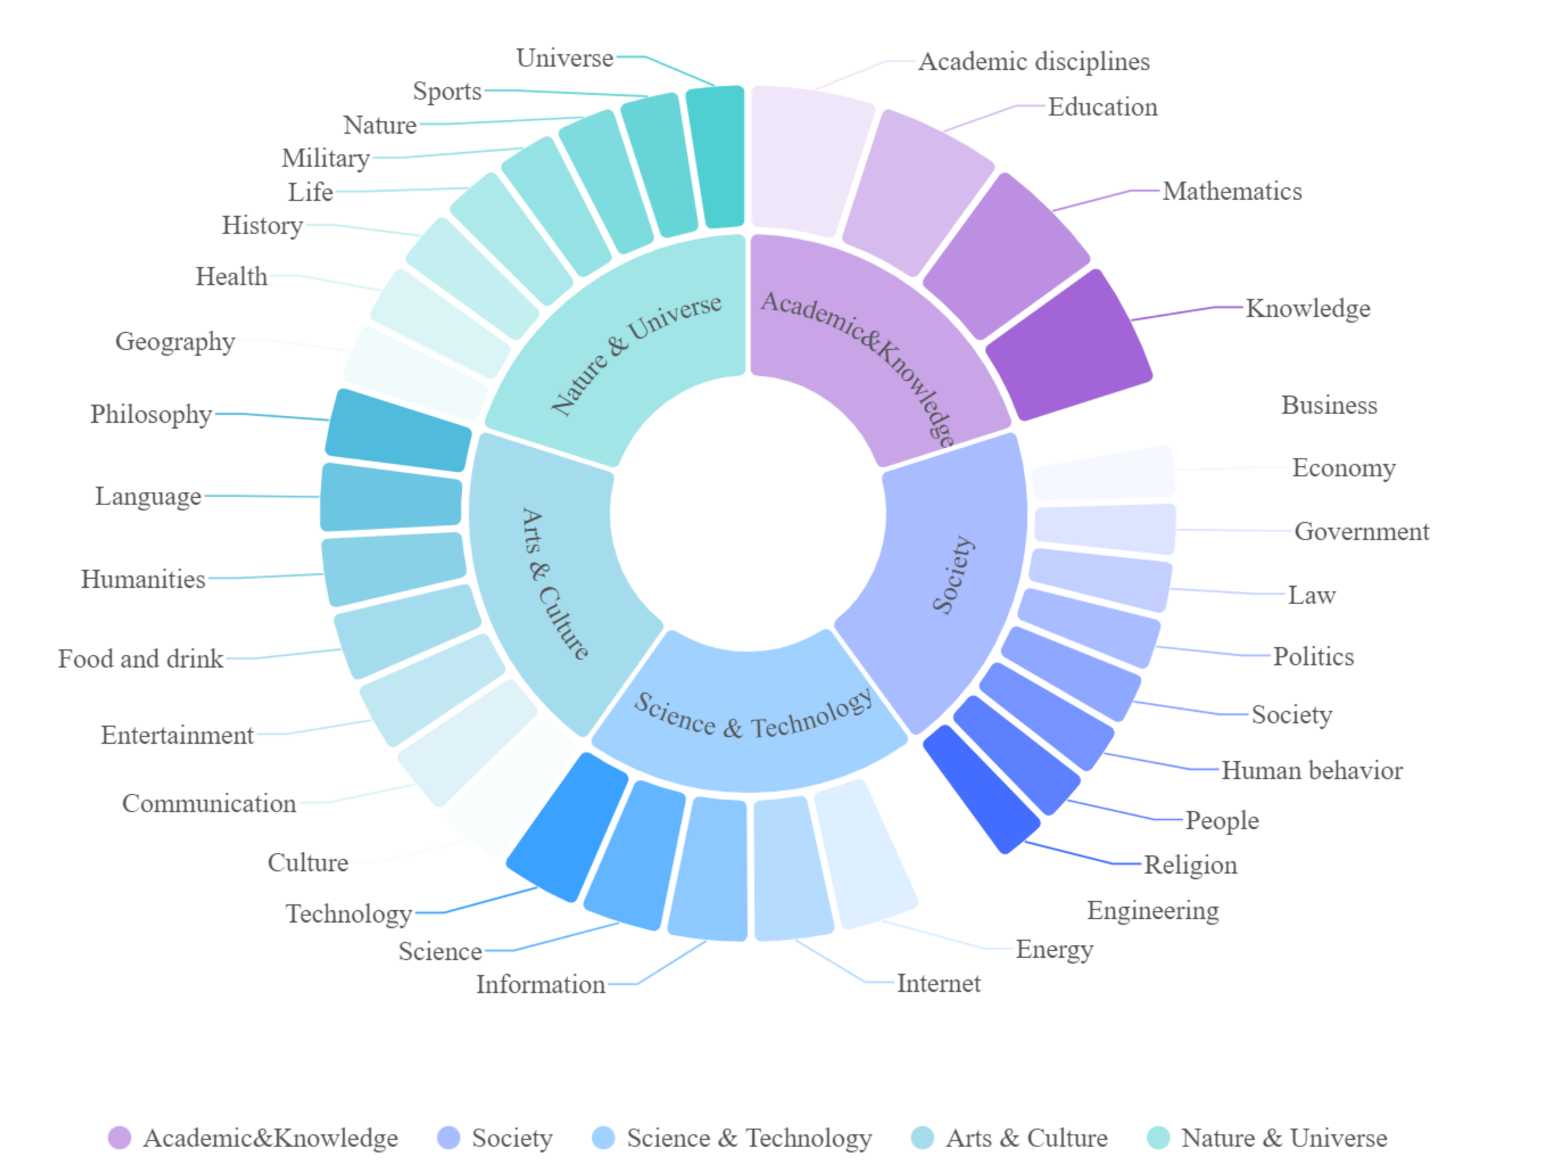 Universe
Sports
Nature
Military
Life
History
Health
Geography
Philosophy
Language
Humanities
Food and drink
Entertainment
Communication
Culture
Technology
Science
Information
Academic disciplines
Education
Mathematics
Knowledge
Business
Economy
Government
Law
Politics
Society
Human behavior
People
Religion
Engineering
Energy
Internet
Nature & Universe
Academic&Knowledge
Arts & Culture
Society
Science & Technology
Academic&Knowledge
Society
Science & Technology
Arts & Culture
Nature & Universe